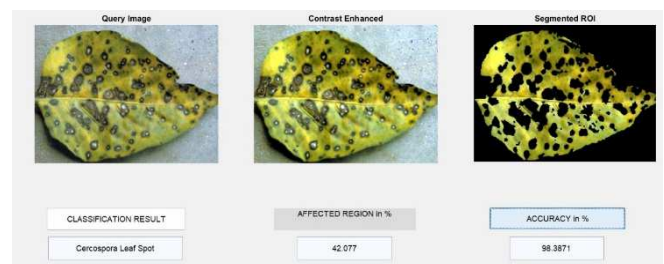 Query Image
Contrast Enhanced
Segmented ROI
CLASSIFICATION RESULT
AFFECTED REGION in %
ACCURACY in %
Cercospora Leaf Spot
42.077
98.3871